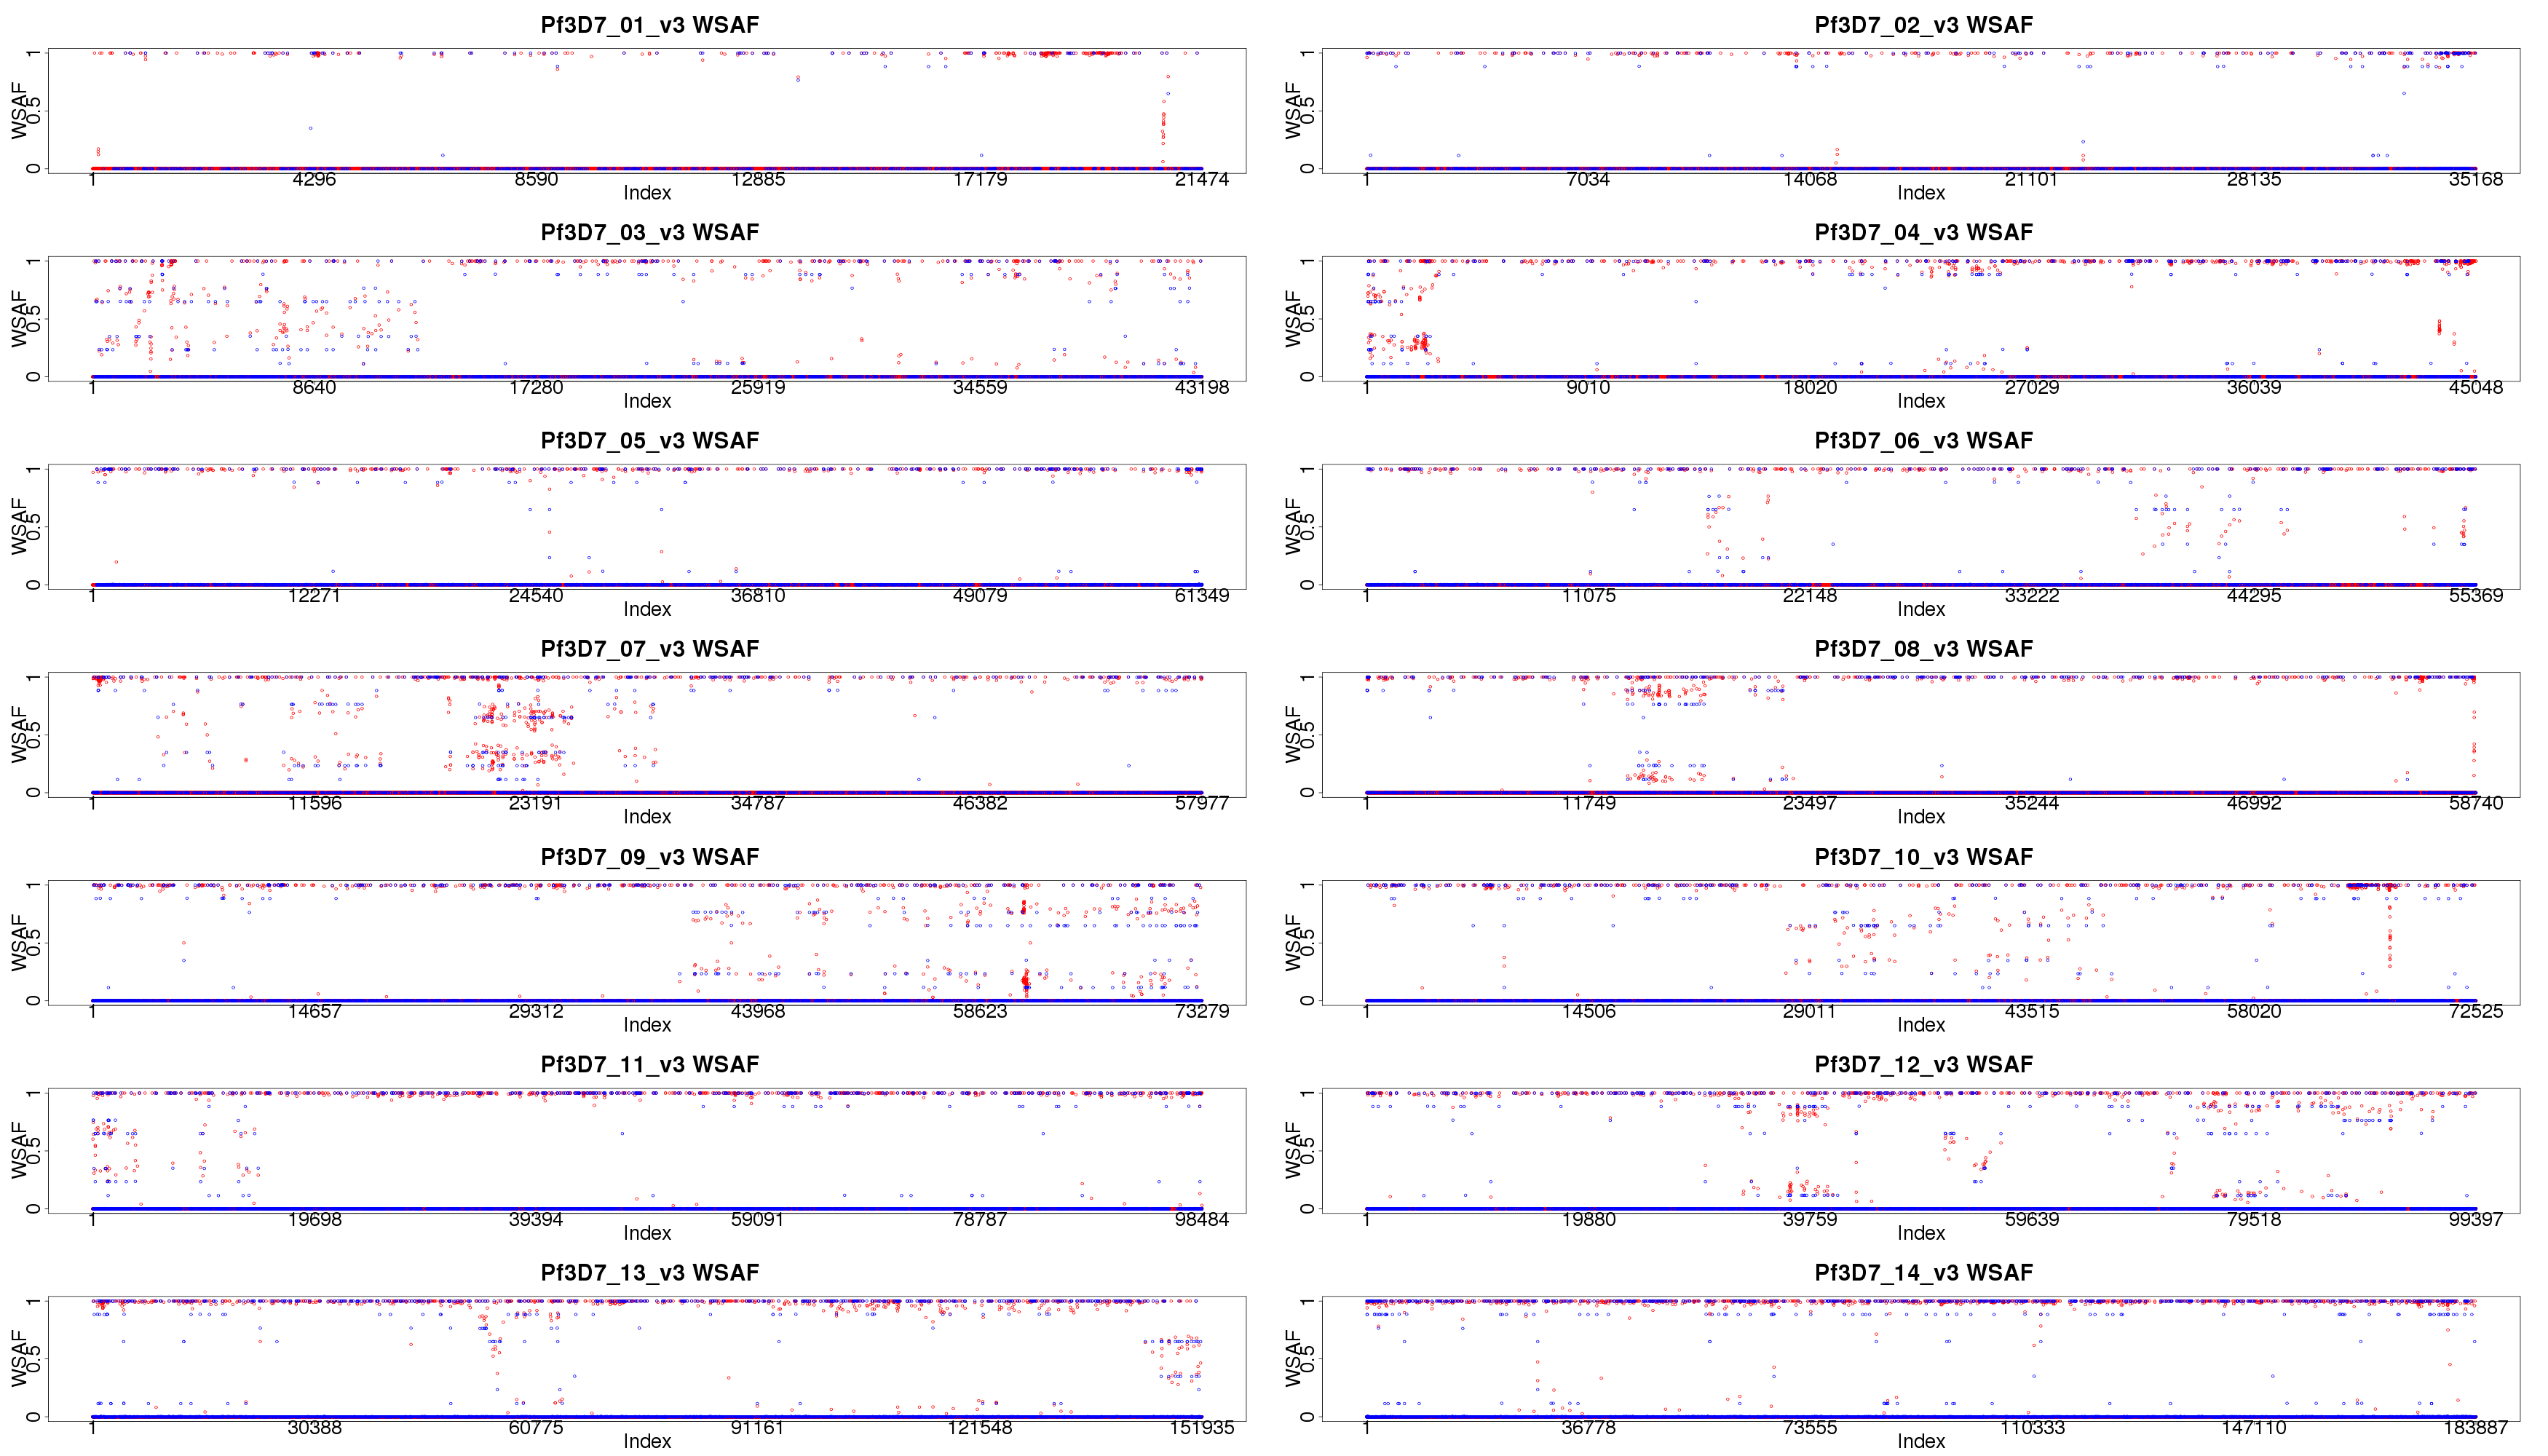 Pf3D7_01_v3 WSAF
WSAF
0 0.5 1
1 4296 8590 12885 17179 21474
Index
Pf3D7_02_v3 WSAF
WSAF
0 0.5 1
1 7034 14068 21101 28135 35168
Index
Pf3D7_03_v3 WSAF
WSAF
0 0.5 1
1 8640 17280 25919 34559 43198
Index
Pf3D7_04_v3 WSAF
WSAF
0 0.5 1
1 9010 18020 27029 36039 45048
Index
Pf3D7_05_v3 WSAF
WSAF
0 0.5 1
1 12271 24540 36810 49079 61349
Index
Pf3D7_06_v3 WSAF
WSAF
0 0.5 1
1 11075 22148 33222 44295 55369
Index
Pf3D7_07_v3 WSAF
WSAF
0 0.5 1
1 11596 23191 34787 46382 57977
Index
Pf3D7_08_v3 WSAF
WSAF
0 0.5 1
1 11749 23497 35244 46992 58740
Index
Pf3D7_09_v3 WSAF
WSAF
0 0.5 1
1 14657 29312 43968 58623 73279
Index
Pf3D7_10_v3 WSAF
WSAF
0 0.5 1
1 14506 29011 43515 58020 72525
Index
Pf3D7_11_v3 WSAF
WSAF
0 0.5 1
1 19698 39394 59091 78787 98484
Index
Pf3D7_12_v3 WSAF
WSAF
0 0.5 1
1 19880 39759 59639 79518 99397
Index
Pf3D7_13_v3 WSAF
WSAF
0 0.5 1
1 30388 60775 91161 121548 151935
Index
Pf3D7_14_v3 WSAF
WSAF
0 0.5 1
1 36778 73555 110333 147110 183887
Index